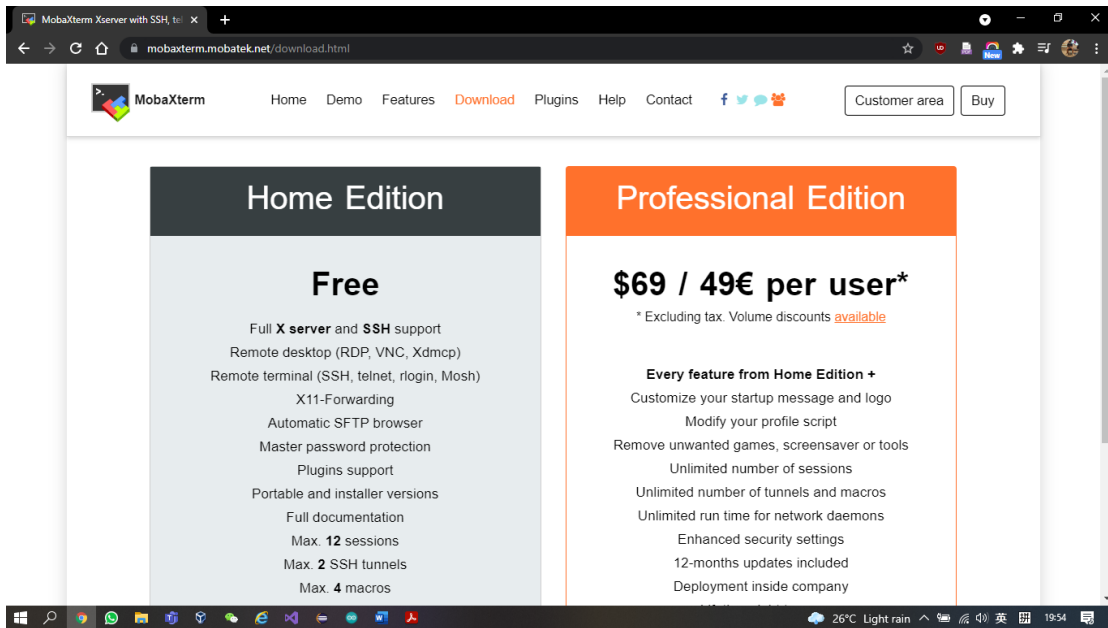 MobaXterm Xserver with SSH, tel
mobaxterm.mobatek.net/download.html
New
MobaXterm
Home Demo Features Download Plugins Help Contact
Customer area Buy
Home Edition
Free
Full X server and SSH support
Remote desktop (RDP, VNC, Xdmcp)
Remote terminal (SSH, telnet, rlogin, Mosh)
X11-Forwarding
Automatic SFTP browser
Master password protection
Plugins support
Portable and installer versions
Full documentation
Max. 12 sessions
Max. 2 SSH tunnels
Max. 4 macros
Professional Edition
$69 / 49€ per user*
* Excluding tax. Volume discounts available
Every feature from Home Edition +
Customize your startup message and logo
Modify your profile script
Remove unwanted games, screensaver or tools
Unlimited number of sessions
Unlimited number of tunnels and macros
Unlimited run time for network daemons
Enhanced security settings
12-months updates included
Deployment inside company
26°C Light rain 英 拼 19:54